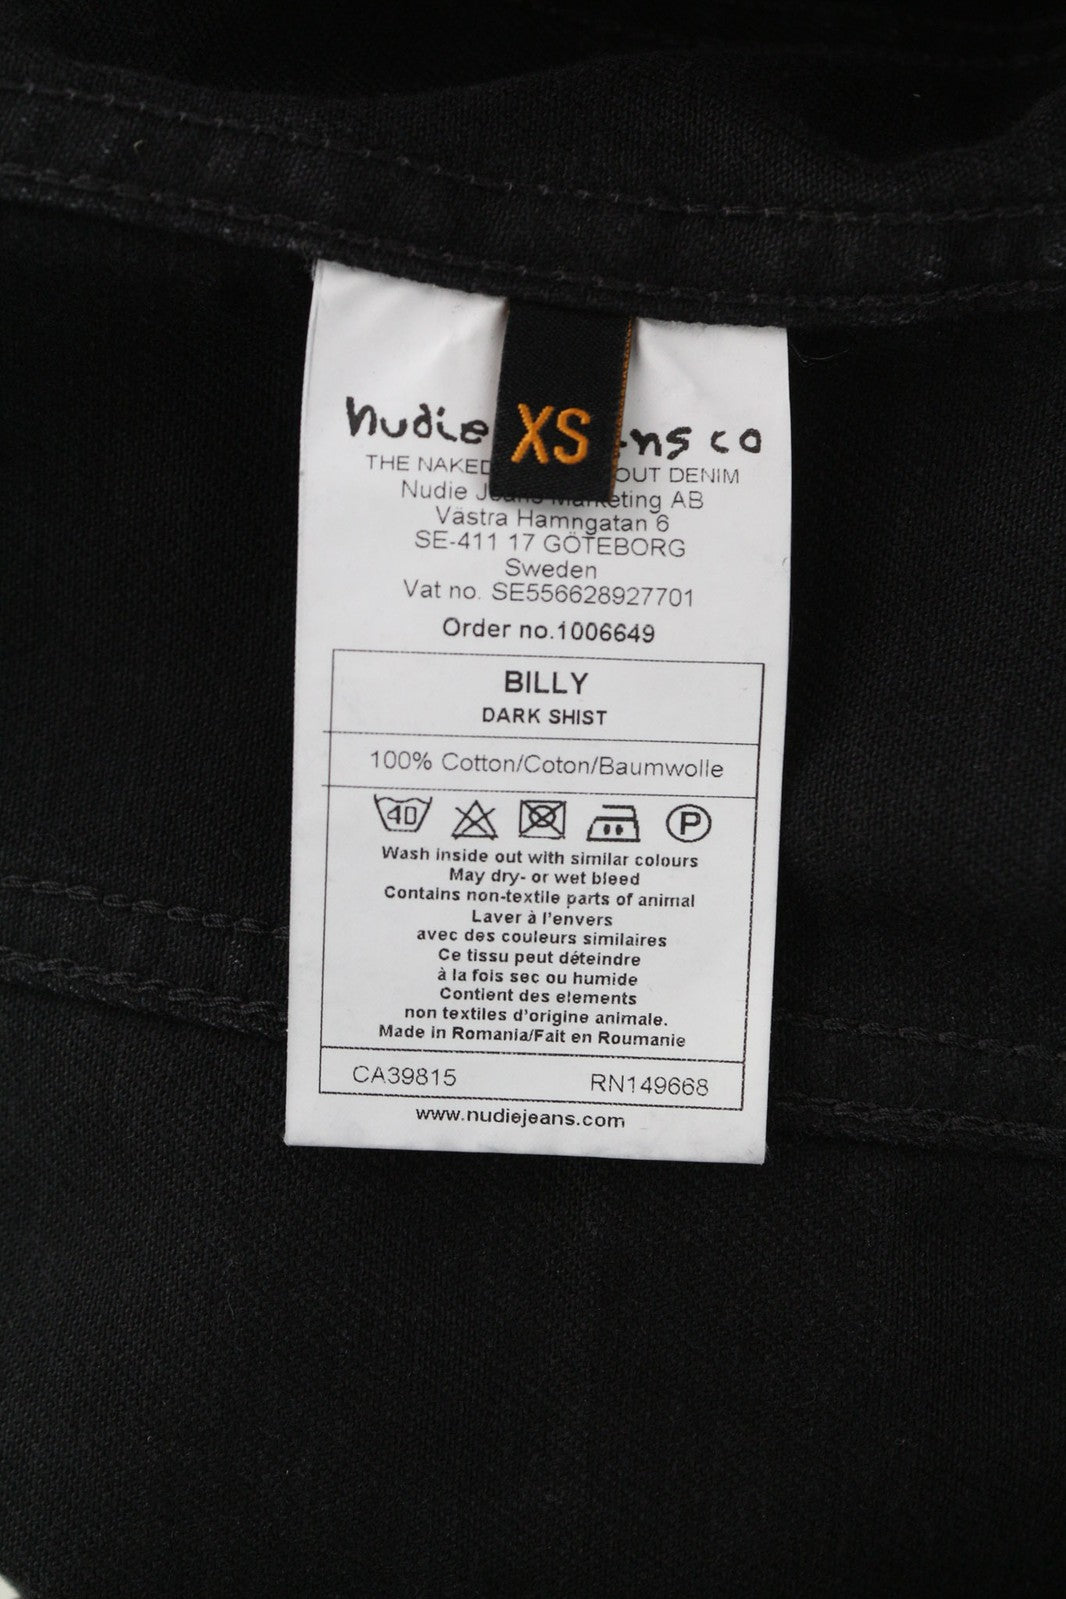 nudie ns co
XS
THE NAKED OUT DENIM
Nudie Jeans Marketing AB
Västra Hamngatan 6
SE-411 17 GÖTEBORG
Sweden
Vat no. SE556628927701
Order no.1006649
BILLY
DARK SHIST
100% Cotton/Coton/Baumwolle
40 P
Wash inside out with similar colours
May dry- or wet bleed
Contains non-textile parts of animal
Laver à l'envers
avec des couleurs similaires
Ce tissu peut déteindre
à la fois sec ou humide
Contient des elements
non textiles d'origine animale.
Made in Romania/Fait en Roumanie
CA39815 RN149668
www.nudiejeans.com